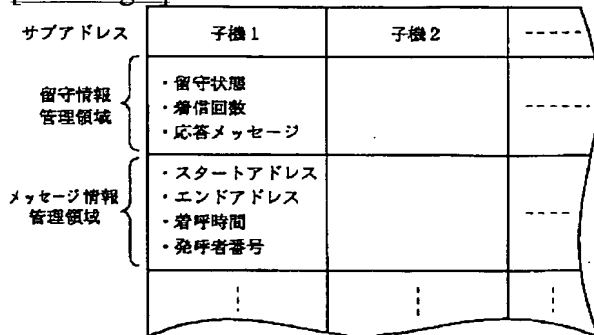 サブアドレス 子機1 子機2
留守情報
管理領域
・留守状態
・着信回数
・応答メッセージ
メッセージ情報
管理領域
・スタートアドレス
・エンドアドレス
・着呼時間
・発呼者番号